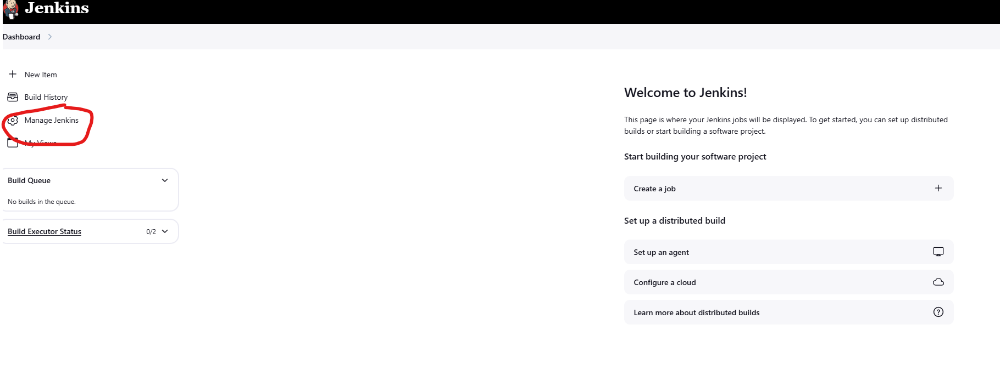 Jenkins
Dashboard
New Item
Build History
Manage Jenkins
My Views
Build Queue
No builds in the queue.
Build Executor Status 0/2
Welcome to Jenkins!
This page is where your Jenkins jobs will be displayed. To get started, you can set up distributed
builds or start building a software project.
Start building your software project
Create a job
Set up a distributed build
Set up an agent
Configure a cloud
Learn more about distributed builds